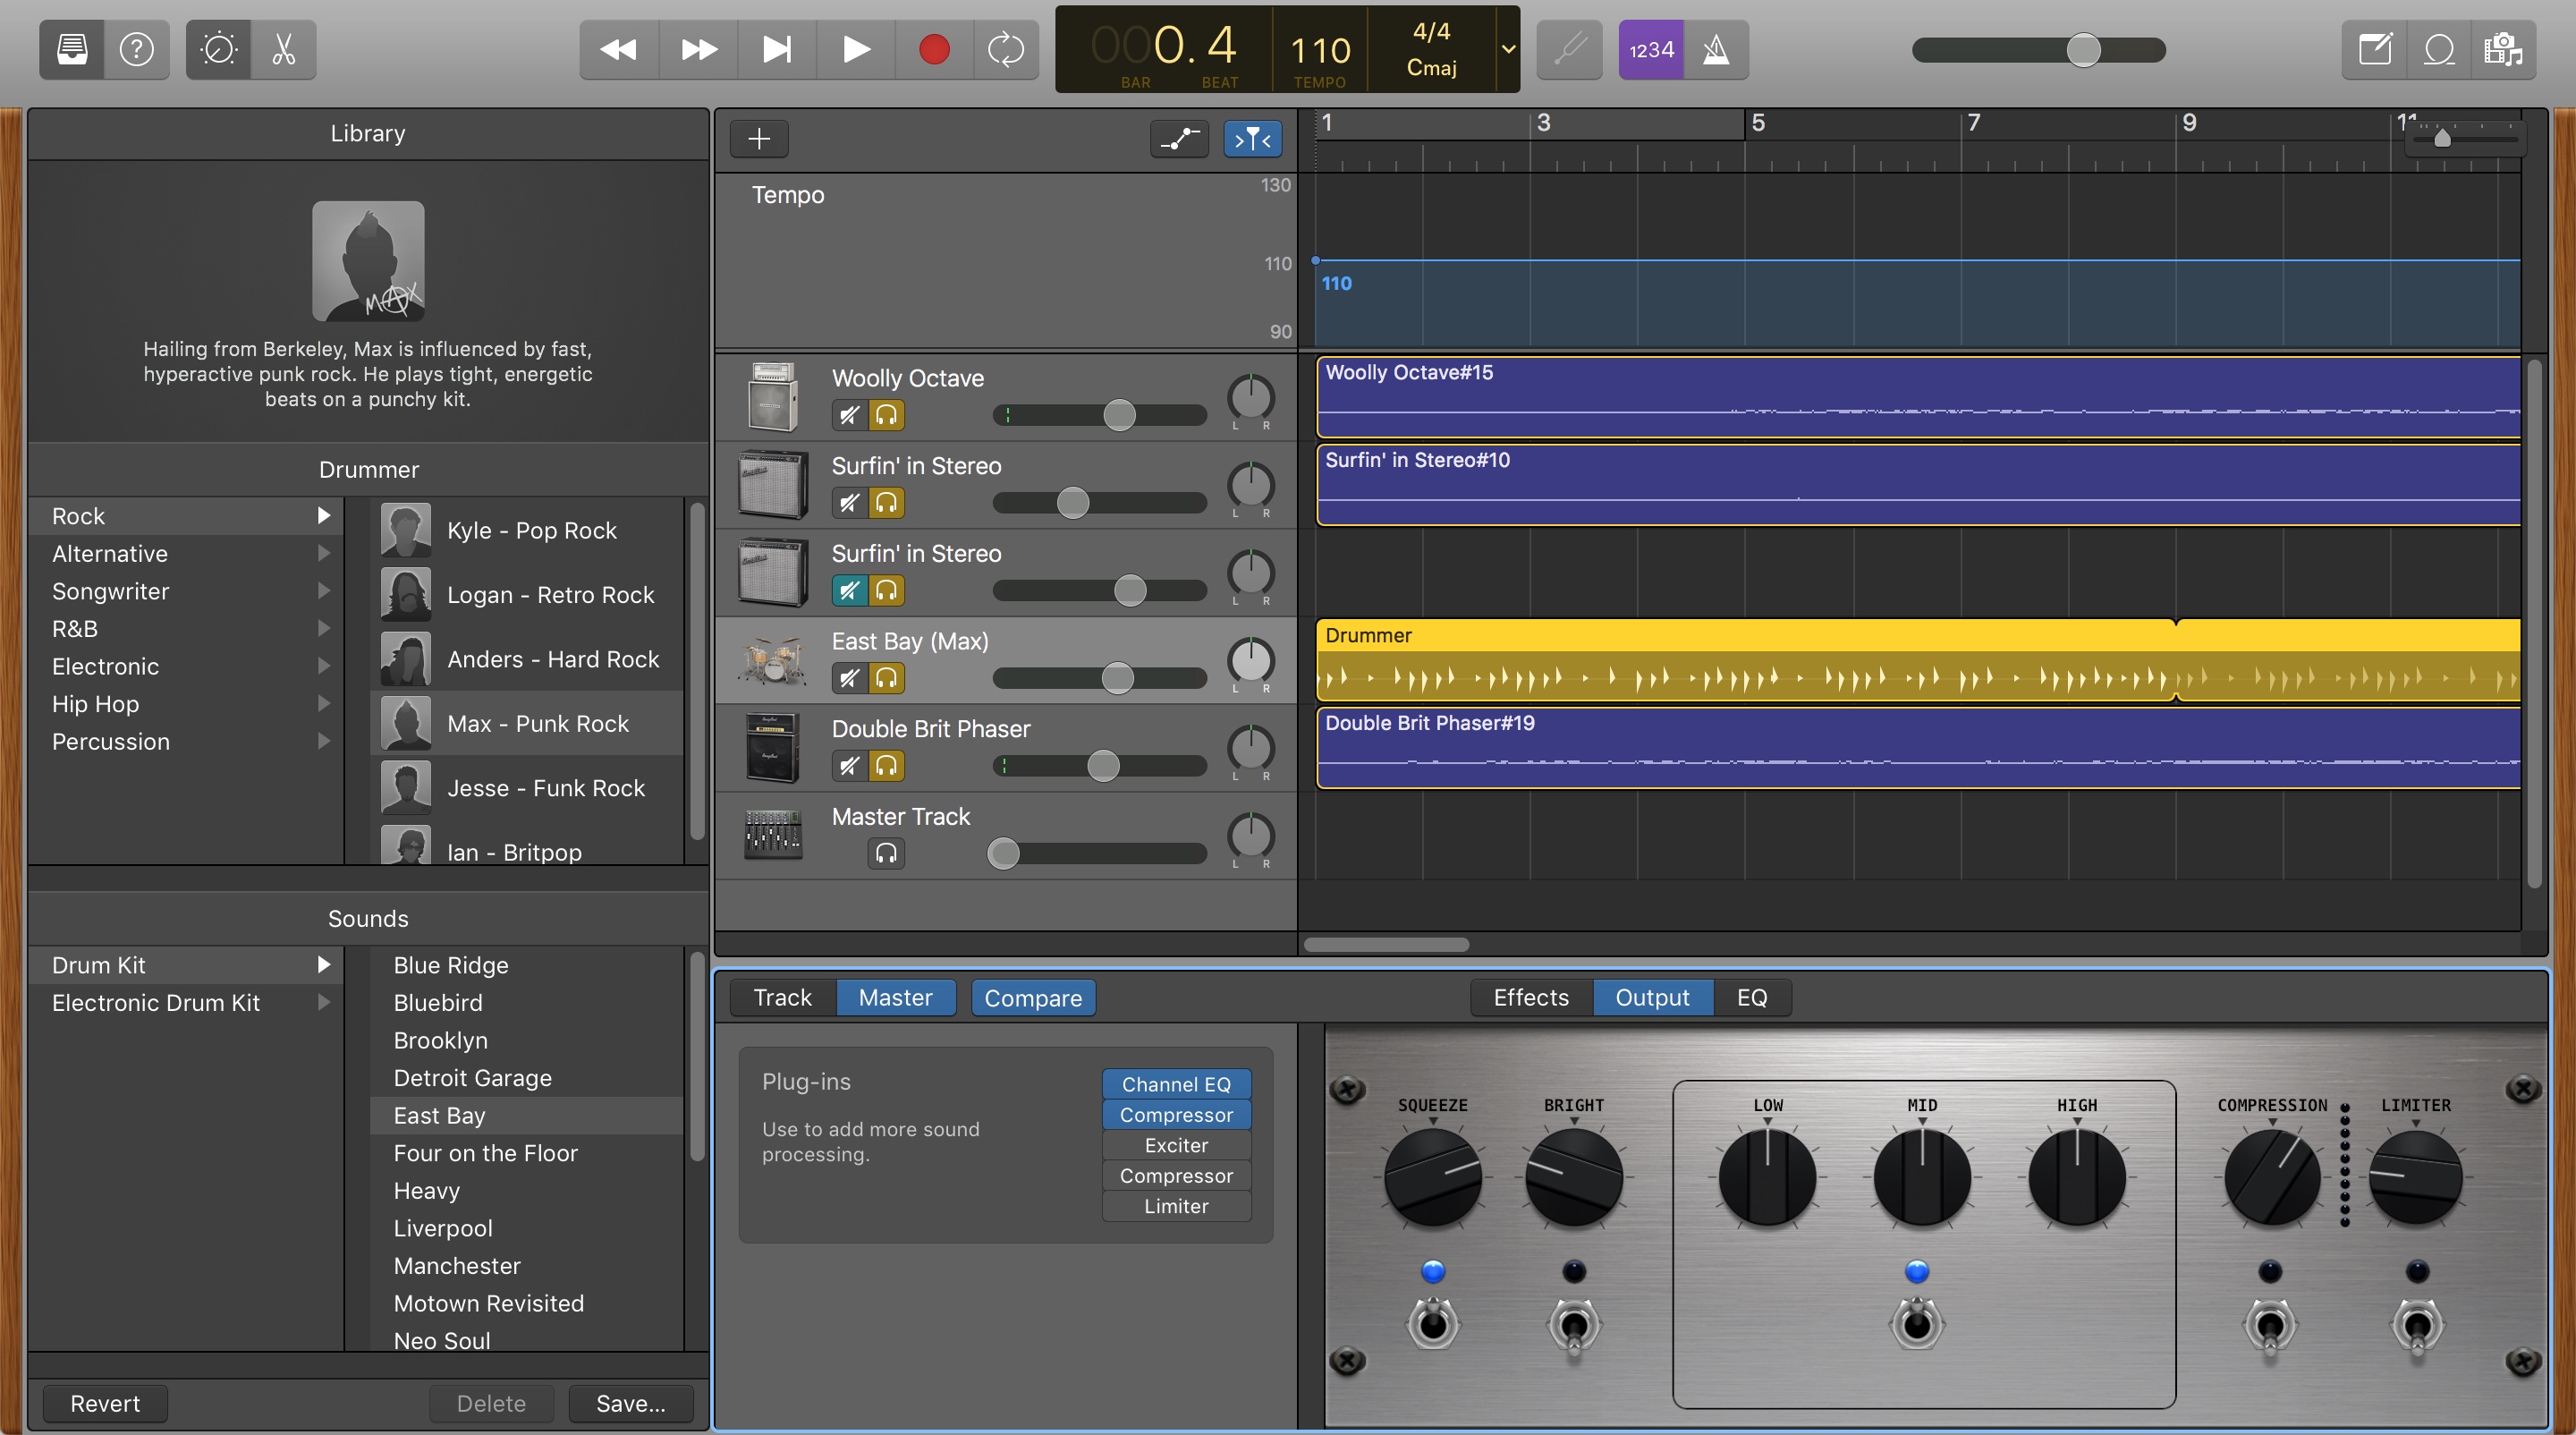 000.4
BAR
BEAT
110
TEMPO
4/4
Cmaj
1234
Library
MAX
Hailing from Berkeley, Max is influenced by fast,
hyperactive punk rock. He plays tight, energetic
beats on a punchy kit.
Drummer
Rock
Alternative
Songwriter
R&B
Electronic
Hip Hop
Percussion
Kyle - Pop Rock
Logan - Retro Rock
Anders - Hard Rock
Max - Punk Rock
Jesse - Funk Rock
Ian - Britpop
Sounds
Drum Kit
Electronic Drum Kit
Blue Ridge
Bluebird
Brooklyn
Detroit Garage
East Bay
Four on the Floor
Heavy
Liverpool
Manchester
Motown Revisited
Neo Soul
Revert
Delete
Save...
1
3
5
7
9
11
Tempo
130
110
90
110
Woolly Octave
L R
Woolly Octave#15
Surfin' in Stereo
L R
Surfin' in Stereo#10
Surfin' in Stereo
L R
East Bay (Max)
L R
Drummer
Double Brit Phaser
L R
Double Brit Phaser#19
Master Track
L R
Track
Master
Compare
Effects
Output
EQ
Plug-ins
Use to add more sound
processing.
Channel EQ
Compressor
Exciter
Compressor
Limiter
SQUEEZE
BRIGHT
LOW
MID
HIGH
COMPRESSION
LIMITER